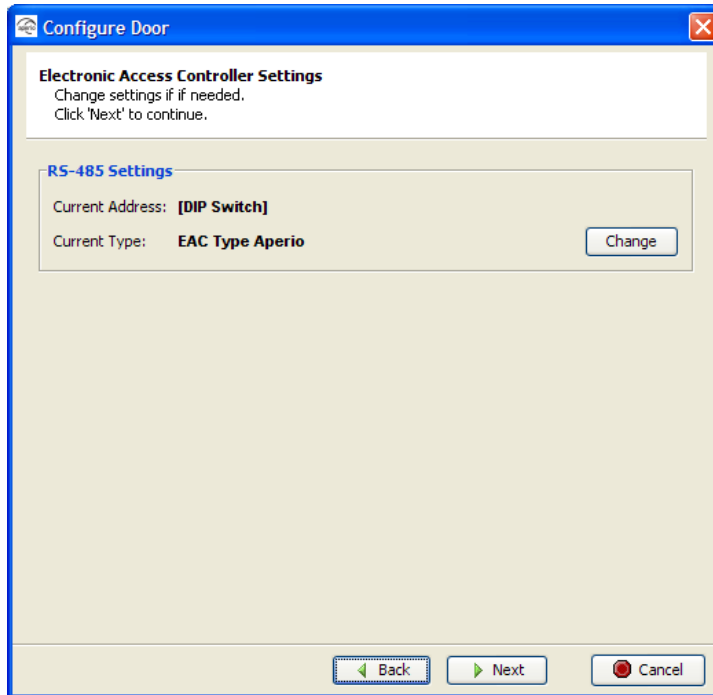 Configure Door
Electronic Access Controller Settings
Change settings if if needed.
Click 'Next' to continue.
RS-485 Settings
Current Address: [DIP Switch]
Current Type: EAC Type Aperio
Change
Back
Next
Cancel